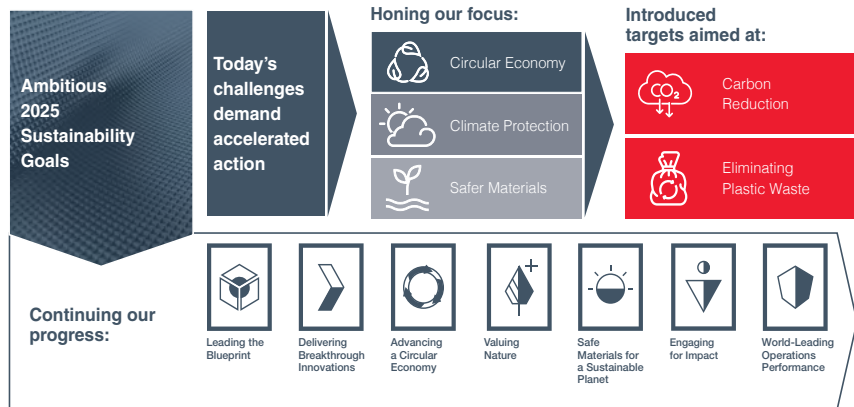 Ambitious
2025
Sustainability
Goals
Today's
challenges
demand
accelerated
action
Honing our focus:
Circular Economy
Climate Protection
Safer Materials
Introduced
targets aimed at:
CO2
Carbon
Reduction
Eliminating
Plastic Waste
Continuing our
progress:
Leading the
Blueprint
Delivering
Breakthrough
Innovations
Advancing
a Circular
Economy
Valuing
Nature
Safe
Materials for
a Sustainable
Planet
Engaging
for Impact
World-Leading
Operations
Performance